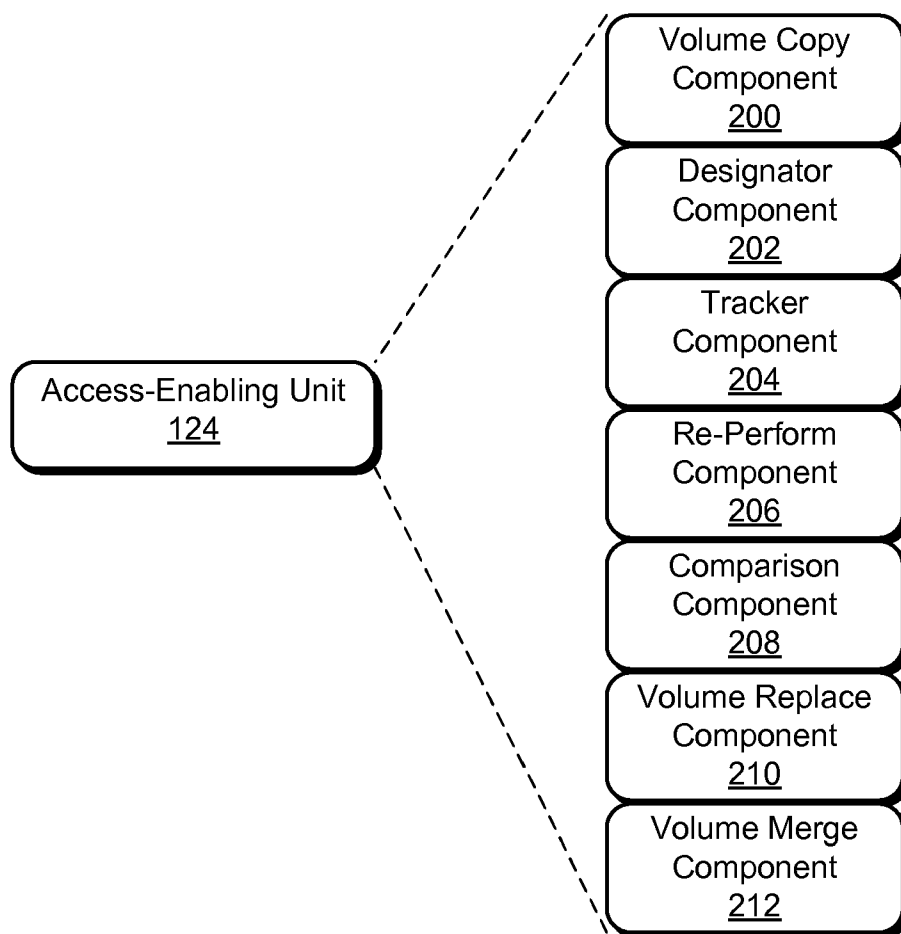 Access-Enabling Unit
124
Volume Copy
Component
200
Designator
Component
202
Tracker
Component
204
Re-Perform
Component
206
Comparison
Component
208
Volume Replace
Component
210
Volume Merge
Component
212